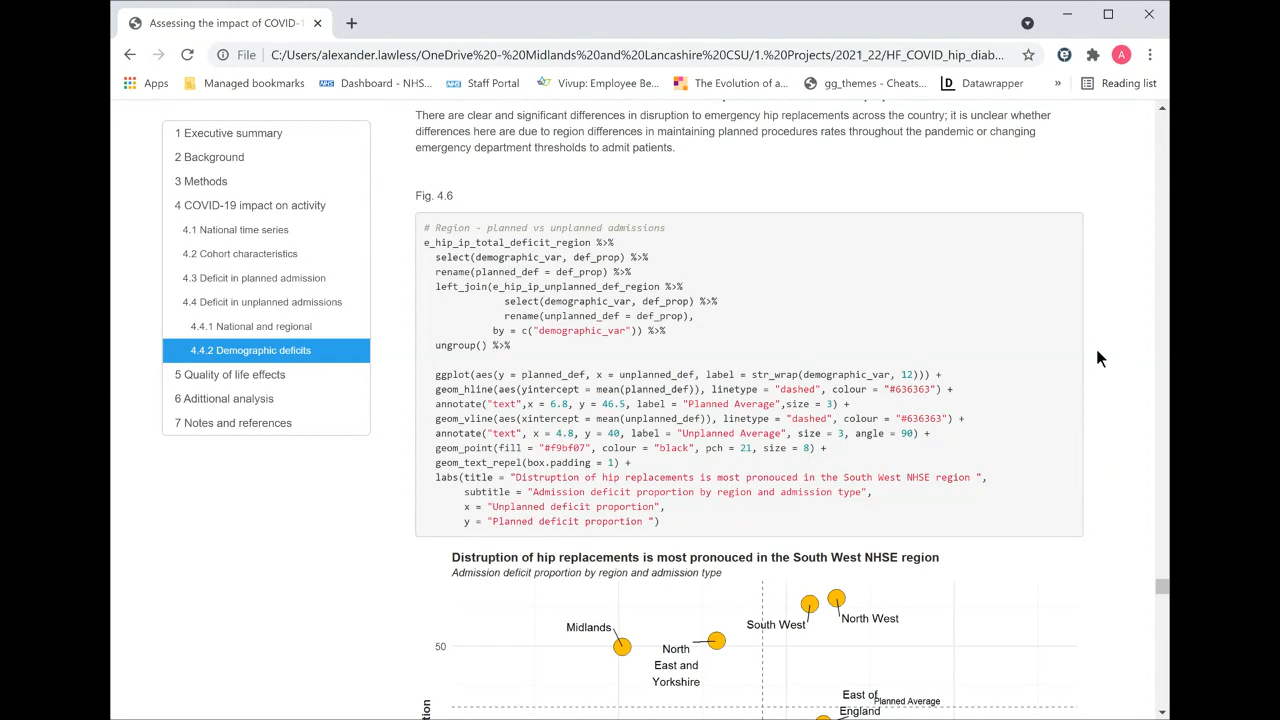 Assessing the impact of COVID-1
File
C:/Users/alexander.lawless/OneDrive%20-%20Midlands%20and%20Lancashire%20CSU/1.%20Projects/2021_22/HF_COVID_hip_diab...
A
Apps
Managed bookmarks
Dashboard - NHS...
Staff Portal
Vivup: Employee Be...
The Evolution of a...
gg_themes - Cheats...
D Datawrapper
»
Reading list
There are clear and significant differences in disruption to emergency hip replacements across the country; it is unclear whether
differences here are due to region differences in maintaining planned procedures rates throughout the pandemic or changing
emergency department thresholds to admit patients.
1 Executive summary
2 Background
3 Methods
4 COVID-19 impact on activity
4.1 National time series
4.2 Cohort characteristics
4.3 Deficit in planned admission
4.4 Deficit in unplanned admissions
4.4.1 National and regional
4.4.2 Demographic deficits
5 Quality of life effects
6 Aditional analysis
7 Notes and references
Fig. 4.6
# Region - planned vs unplanned admissions
e_hip_ip_total_deficit_region %>%
select(demographic_var, def_prop) %>%
rename(planned_def = def_prop) %>%
left_join(e_hip_ip_unplanned_def_region %>%
select(demographic_var, def_prop) %>%
rename(unplanned_def = def_prop),
by = c("demographic_var")) %>%
ungroup() %>%
ggplot(aes(y = planned_def, x = unplanned_def, label = str_wrap(demographic_var, 12))) +
geom_hline(aes(yintercept = mean(planned_def)), linetype = "dashed", colour = "#636363") +
annotate("text",x = 6.8, y = 46.5, label = "Planned Average",size = 3) +
geom_vline(aes(xintercept = mean(unplanned_def)), linetype = "dashed", colour = "#636363") +
annotate("text", x = 4.8, y = 40, label = "Unplanned Average", size = 3, angle = 90) +
geom_point(fill = "#f9bf07", colour = "black", pch = 21, size = 8) +
geom_text_repel(box.padding = 1) +
labs(title = "Distruption of hip replacements is most pronouced in the South West NHSE region ",
subtitle = "Admission deficit proportion by region and admission type",
x = "Unplanned deficit proportion",
y = "Planned deficit proportion ")
Distruption of hip replacements is most pronouced in the South West NHSE region
Admission deficit proportion by region and admission type
Midlands
North
East and
Yorkshire
South West
North West
50
East of
England
Planned Average